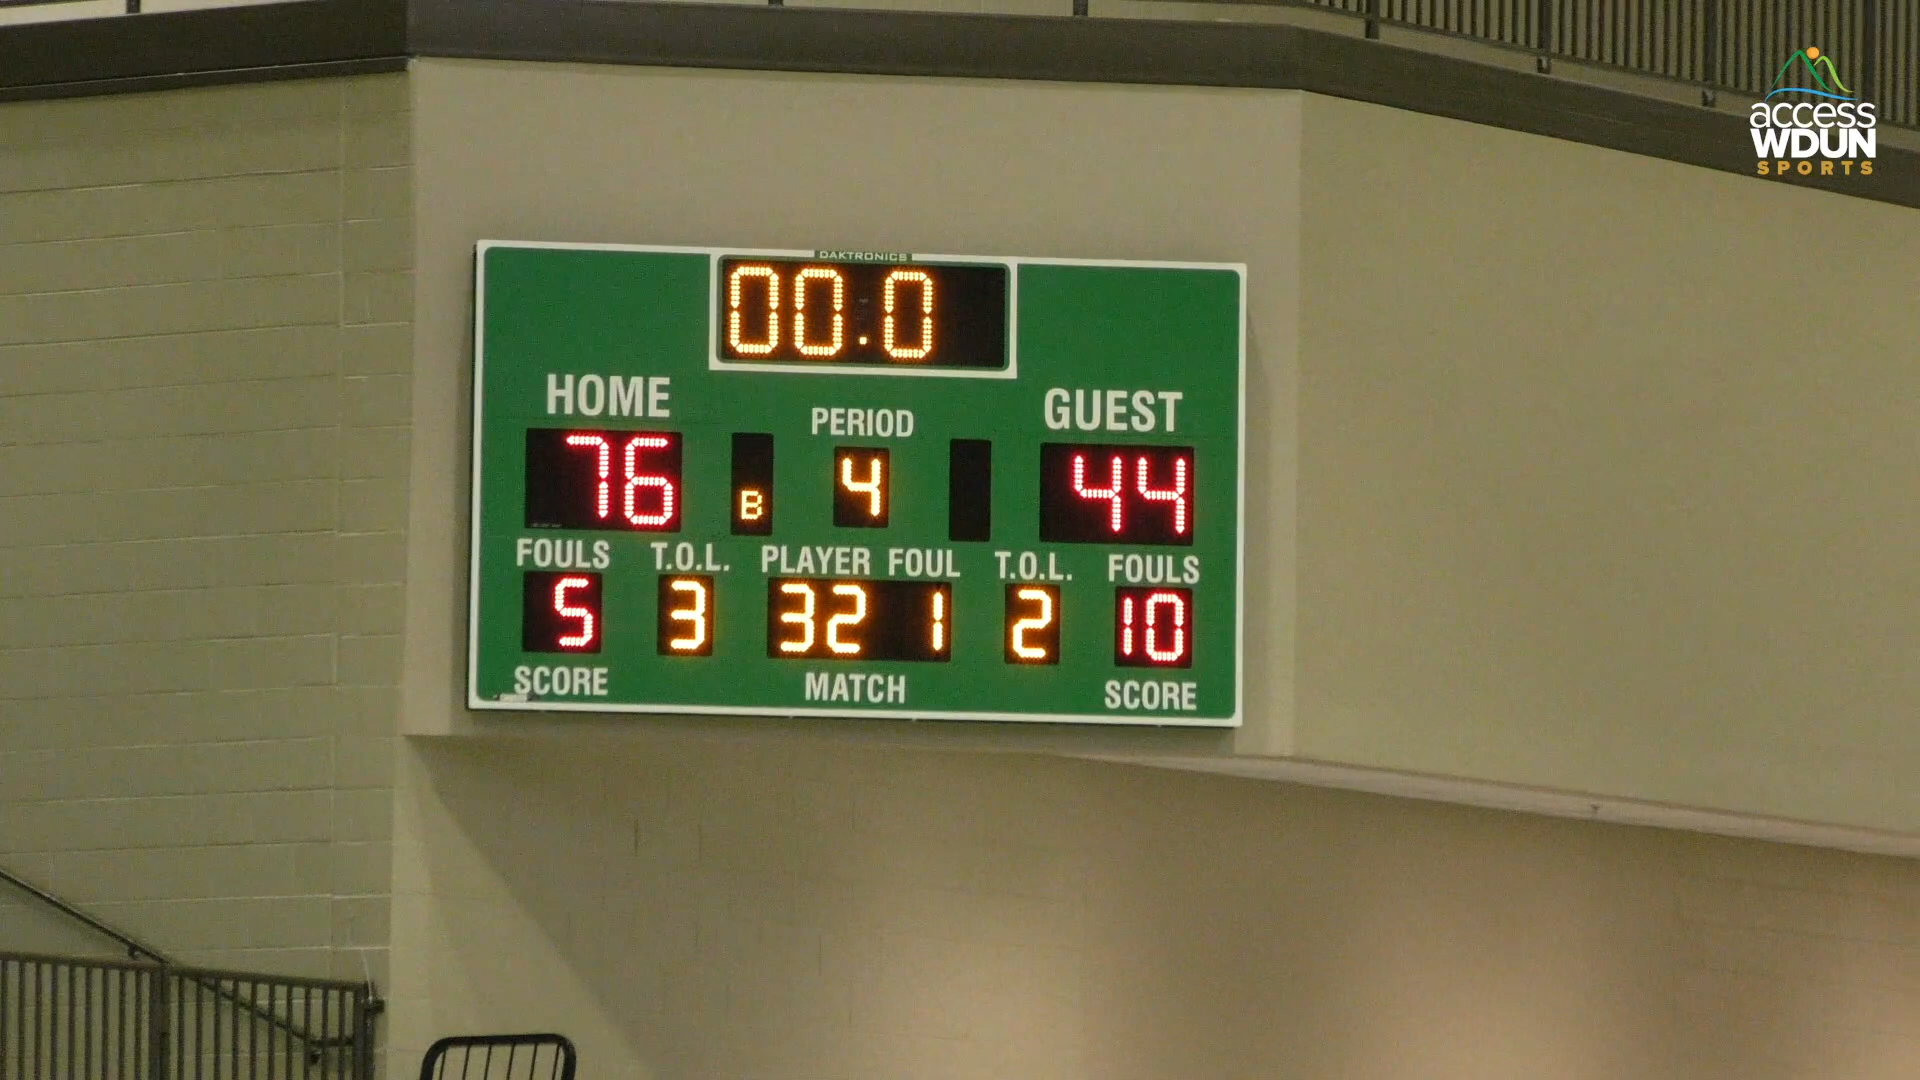 access
WDUN
SPORTS
DAKTRONICS
00.0
HOME
PERIOD
GUEST
76
B
4
44
FOULS
T.O.L.
PLAYER FOUL
T.O.L.
FOULS
5
3
32 1
2
10
SCORE
MATCH
SCORE